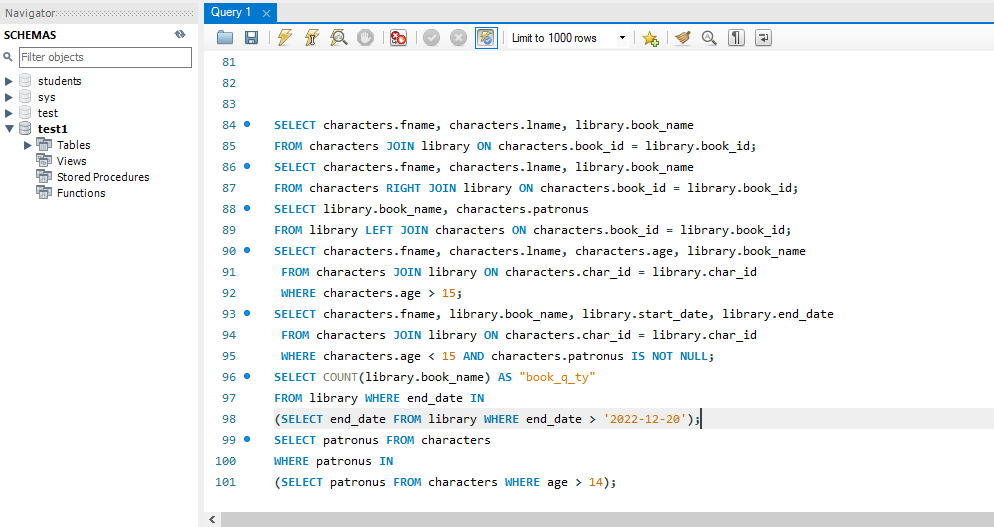 Navigator
SCHEMAS
Filter objects
students
sys
test
test1
Tables
Views
Stored Procedures
Functions
Query 1
Limit to 1000 rows
81
82
83
84 SELECT characters.fname, characters.lname, library.book_name
85 FROM characters JOIN library ON characters.book_id = library.book_id;
86 SELECT characters.fname, characters.lname, library.book_name
87 FROM characters RIGHT JOIN library ON characters.book_id = library.book_id;
88 SELECT library.book_name, characters.patronus
89 FROM library LEFT JOIN characters ON characters.book_id = library.book_id;
90 SELECT characters.fname, characters.lname, characters.age, library.book_name
91 FROM characters JOIN library ON characters.char_id = library.char_id
92 WHERE characters.age > 15;
93 SELECT characters.fname, library.book_name, library.start_date, library.end_date
94 FROM characters JOIN library ON characters.char_id = library.char_id
95 WHERE characters.age < 15 AND characters.patronus IS NOT NULL;
96 SELECT COUNT(library.book_name) AS "book_q_ty"
97 FROM library WHERE end_date IN
98 (SELECT end_date FROM library WHERE end_date > '2022-12-20');
99 SELECT patronus FROM characters
100 WHERE patronus IN
101 (SELECT patronus FROM characters WHERE age > 14);